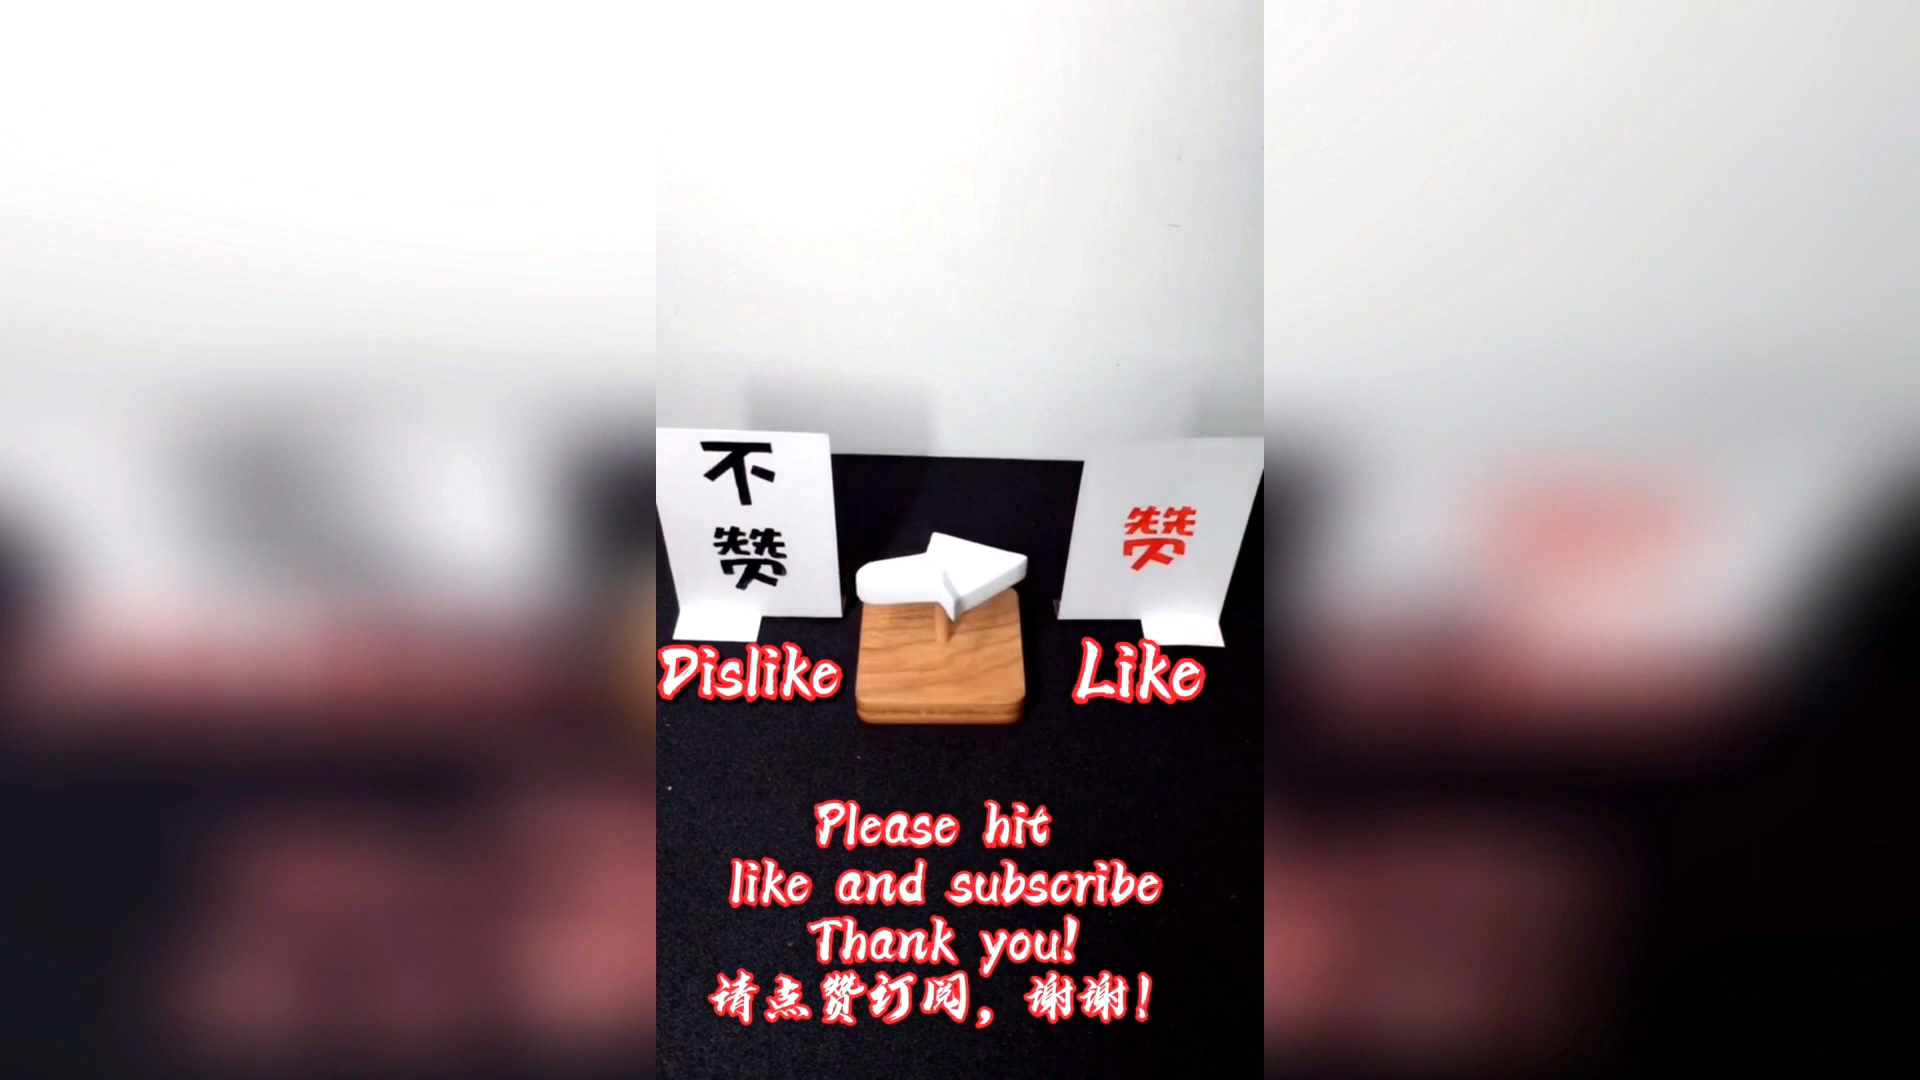 不
赞
赞
Dislike
Like
Please hit
like and subscribe
Thank you!
请点赞订阅，谢谢！